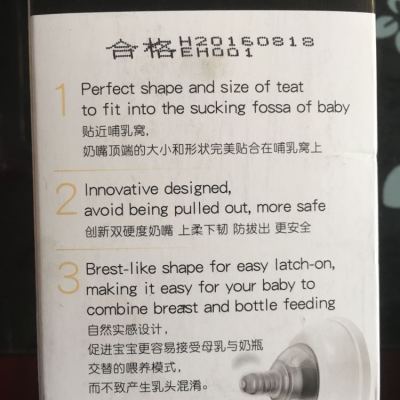 合格 H20160818
EH001
1 Perfect shape and size of teat
to fit into the sucking fossa of baby
贴近哺乳窝,
奶嘴顶端的大小和形状完美贴合在哺乳窝上
2 Innovative designed,
avoid being pulled out, more safe
创新双硬度奶嘴 上柔下韧 防拔出 更安全
3 Brest-like shape for easy latch-on,
making it easy for your baby to
combine breast and bottle feeding
自然实感设计,
促进宝宝更容易接受母乳与奶瓶
交替的喂养模式,
而不致产生乳头混淆。